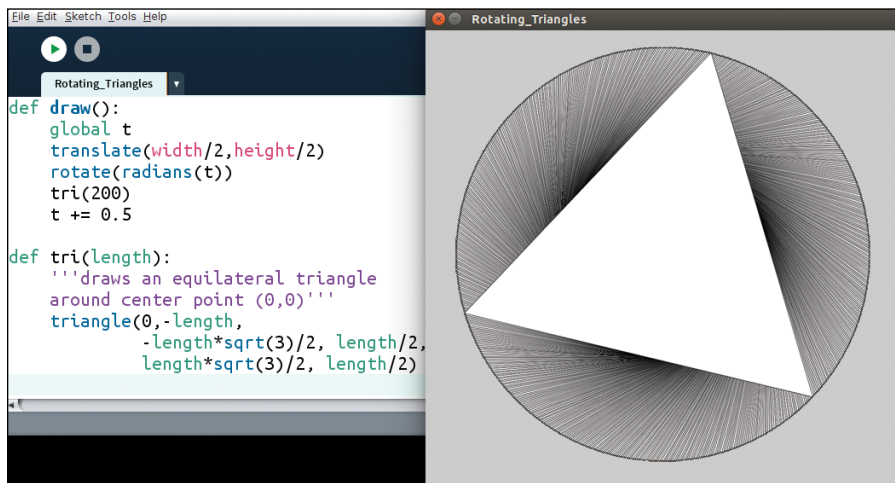 File Edit Sketch Tools Help
Rotating_Triangles
def draw():
    global t
    translate(width/2,height/2)
    rotate(radians(t))
    tri(200)
    t += 0.5

def tri(length):
    '''draws an equilateral triangle
    around center point (0,0)'''
    triangle(0,-length,
             -length*sqrt(3)/2, length/2,
             length*sqrt(3)/2, length/2)
Rotating_Triangles